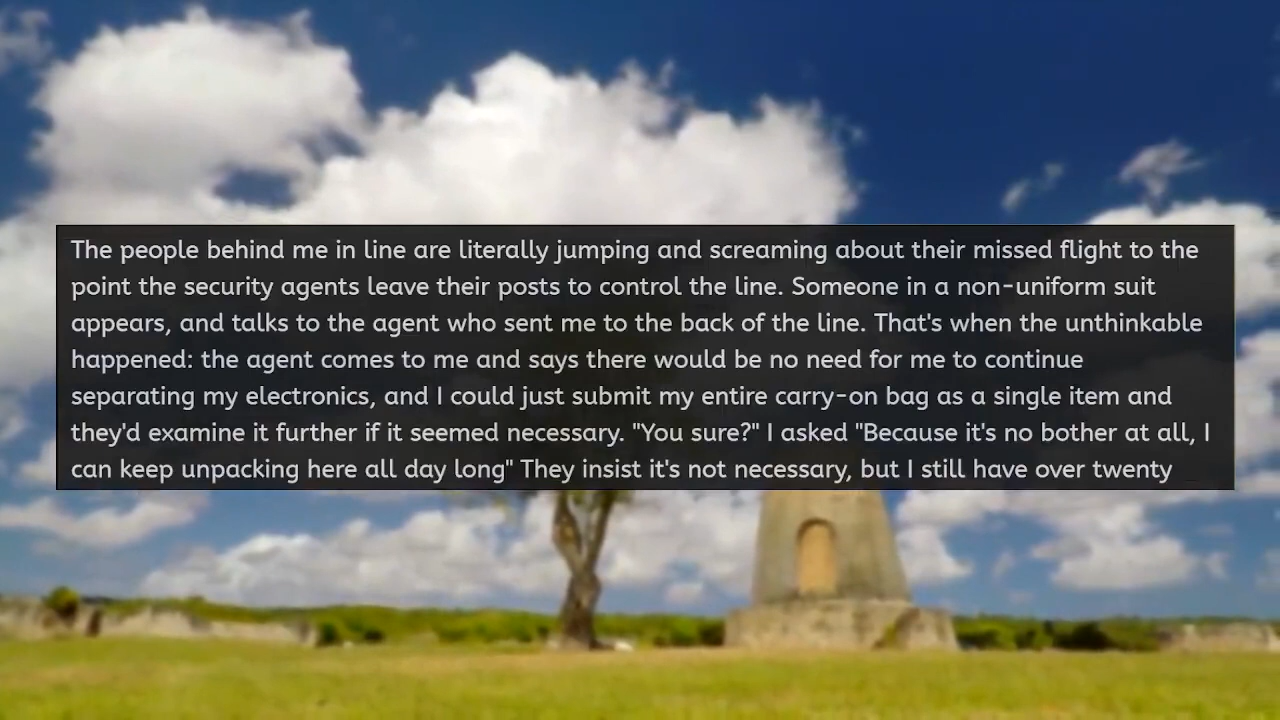 The people behind me in line are literally jumping and screaming about their missed flight to the
point the security agents leave their posts to control the line. Someone in a non-uniform suit
appears, and talks to the agent who sent me to the back of the line. That's when the unthinkable
happened: the agent comes to me and says there would be no need for me to continue
separating my electronics, and I could just submit my entire carry-on bag as a single item and
they'd examine it further if it seemed necessary. "You sure?" I asked "Because it's no bother at all, I
can keep unpacking here all day long" They insist it's not necessary, but I still have over twenty